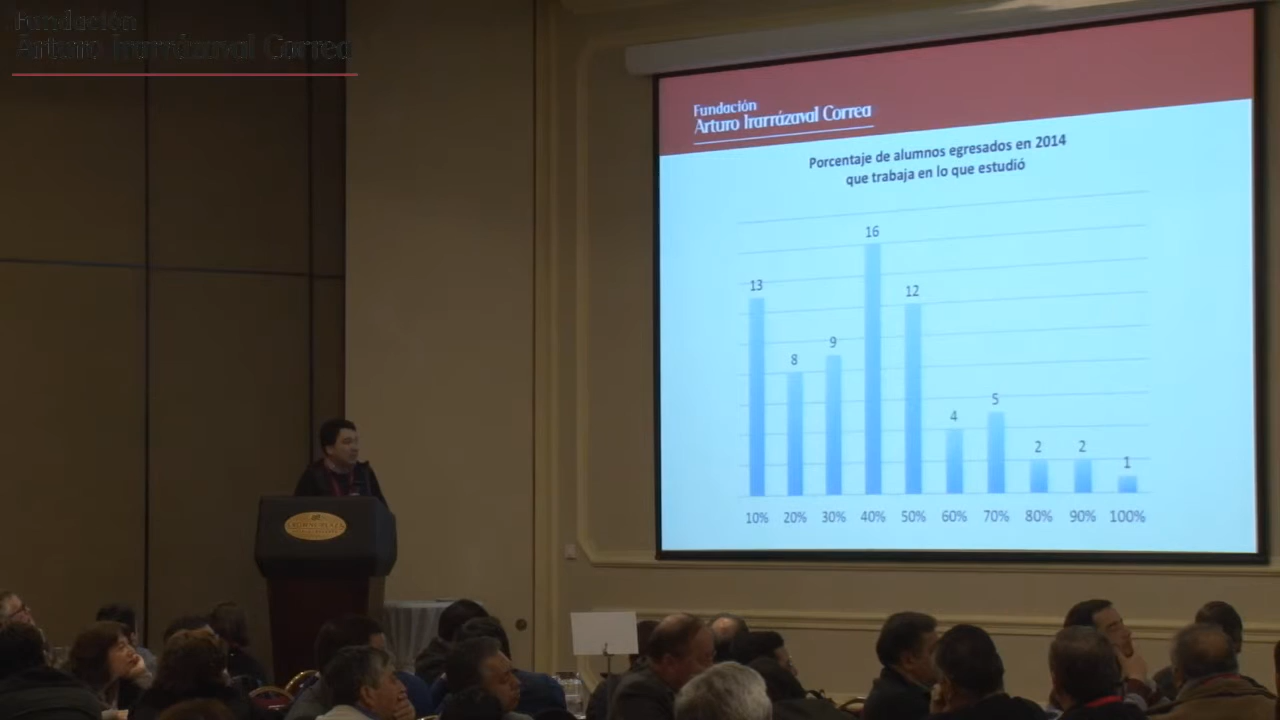 Fundación
Arturo Irarrázaval Correa
Fundación
Arturo Irarrázaval Correa
Porcentaje de alumnos egresados en 2014
que trabaja en lo que estudió
13 8 9 16 12 4 5 2 2 1
10% 20% 30% 40% 50% 60% 70% 80% 90% 100%